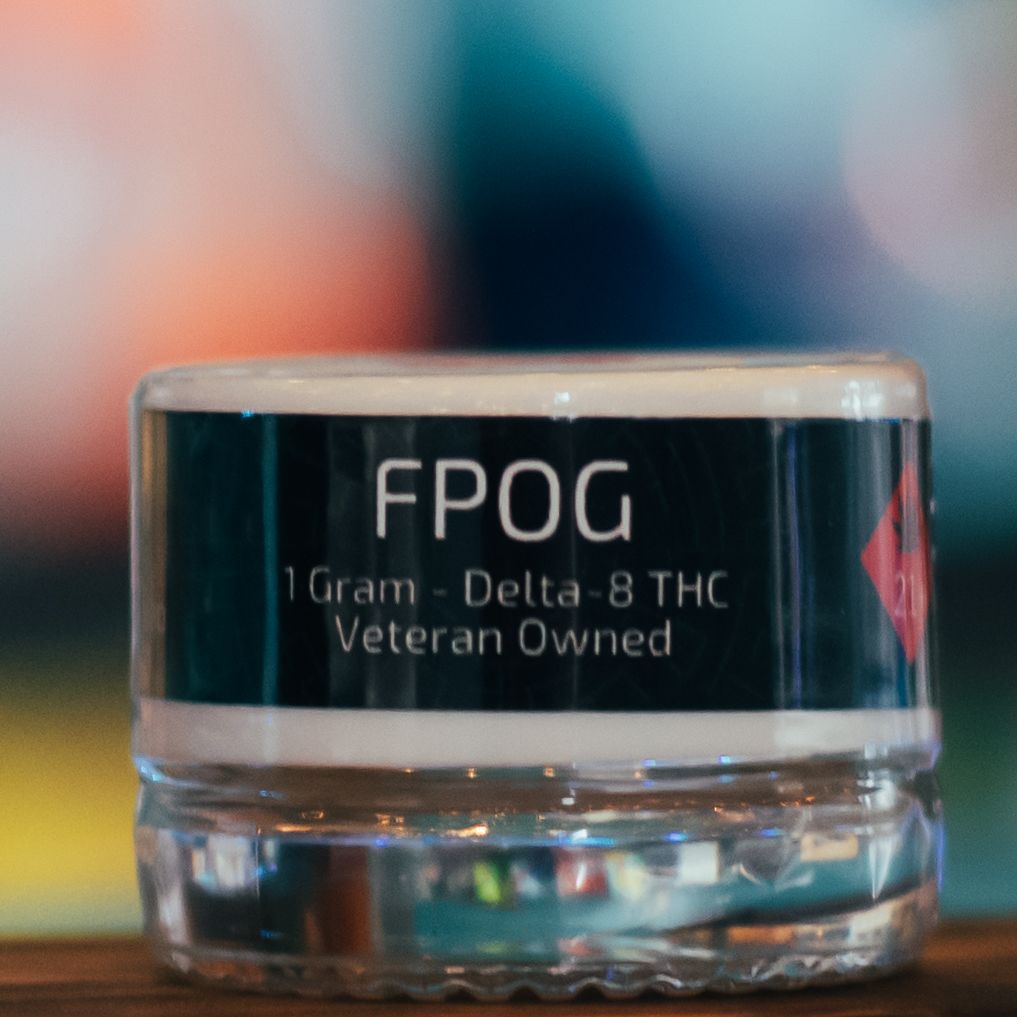 FPOG
1 Gram - Delta-8 THC
Veteran Owned